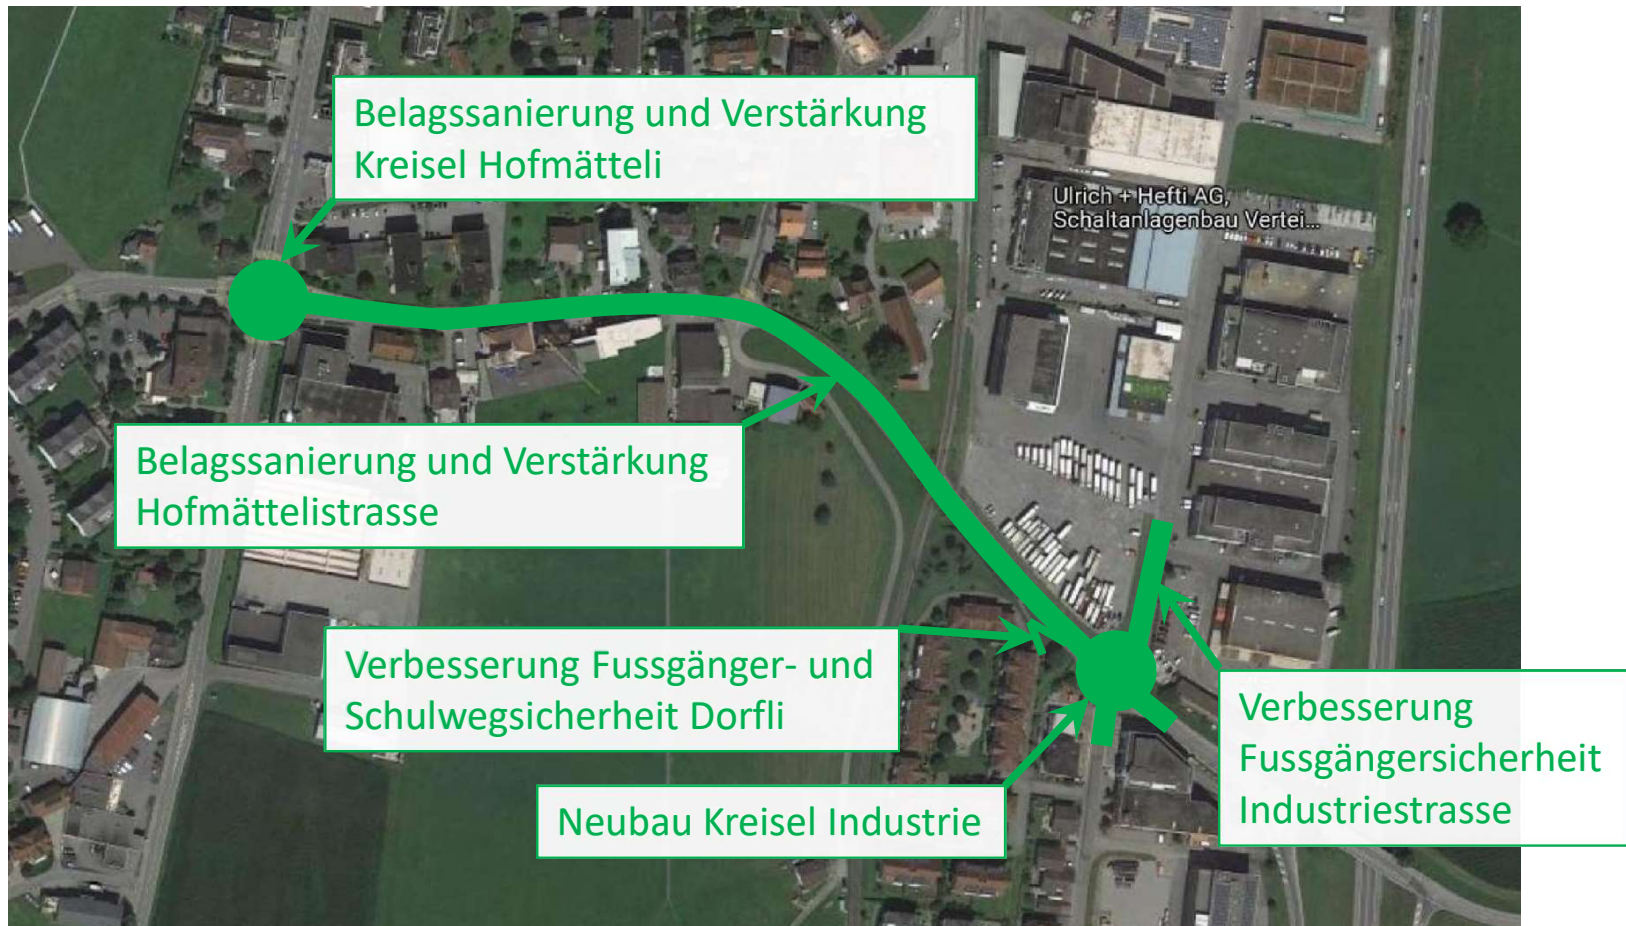 Belagssanierung und Verstärkung
Kreisel Hofmätteli
Ulrich + Hefti AG,
Schaltanlagenbau Vertei...
Belagssanierung und Verstärkung
Hofmättelistrasse
Verbesserung Fussgänger- und
Schulwegsicherheit Dorfli
Verbesserung
Fussgängersicherheit
Industriestrasse
Neubau Kreisel Industrie